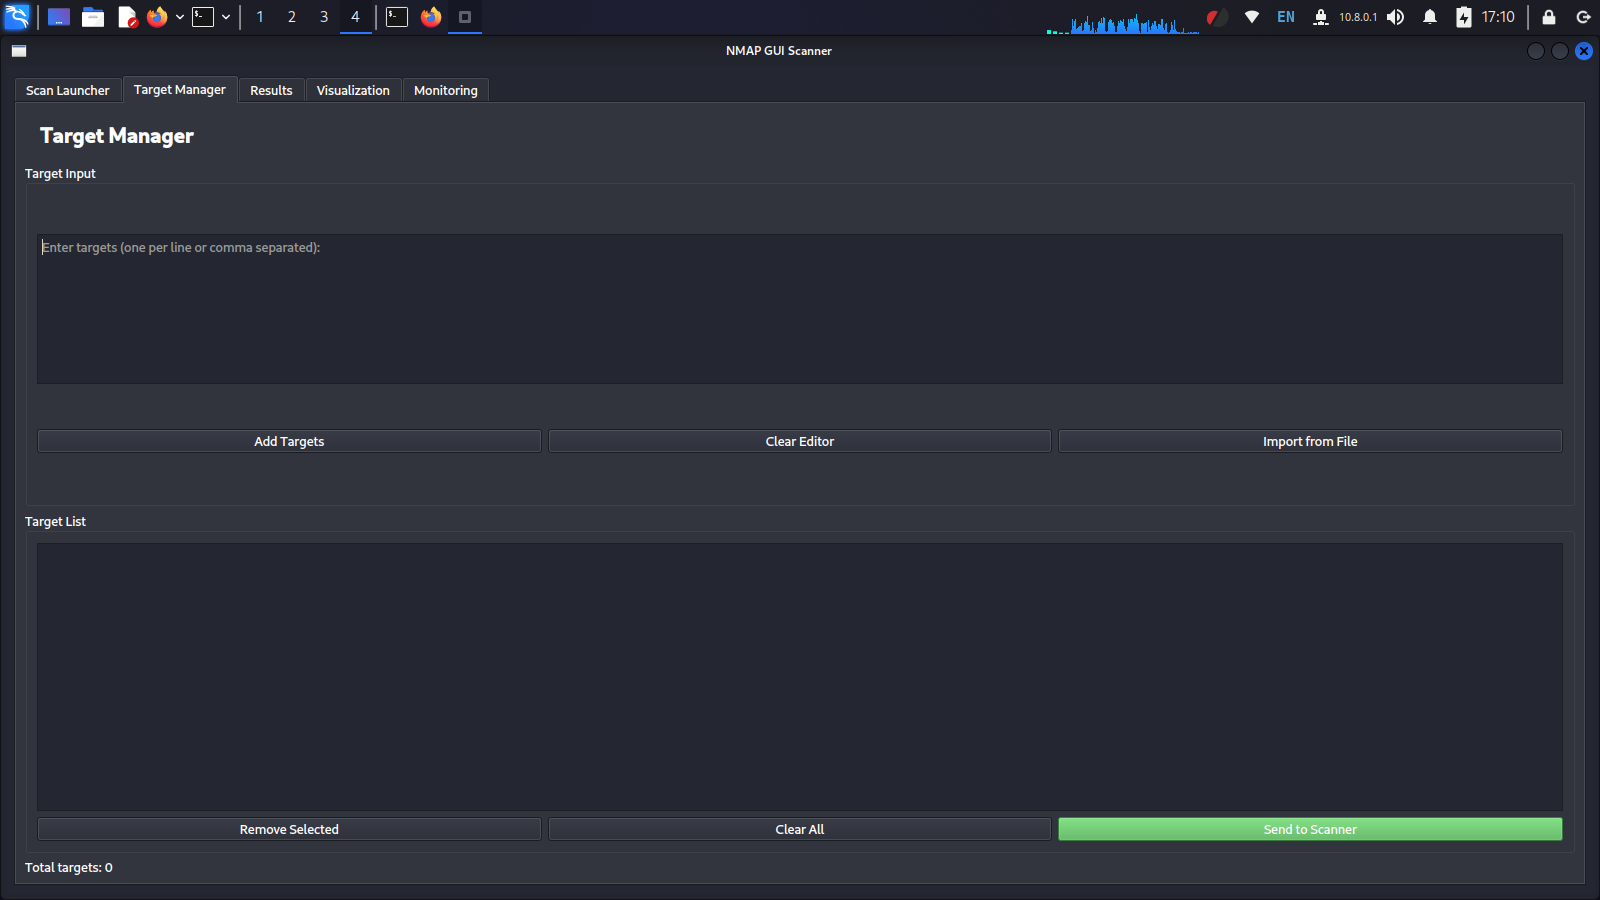 1 2 3 4 EN 10.8.0.1 17:10
NMAP GUI Scanner
Scan Launcher Target Manager Results Visualization Monitoring
Target Manager
Target Input
Enter targets (one per line or comma separated):
Add Targets Clear Editor Import from File
Target List
Remove Selected Clear All Send to Scanner
Total targets: 0